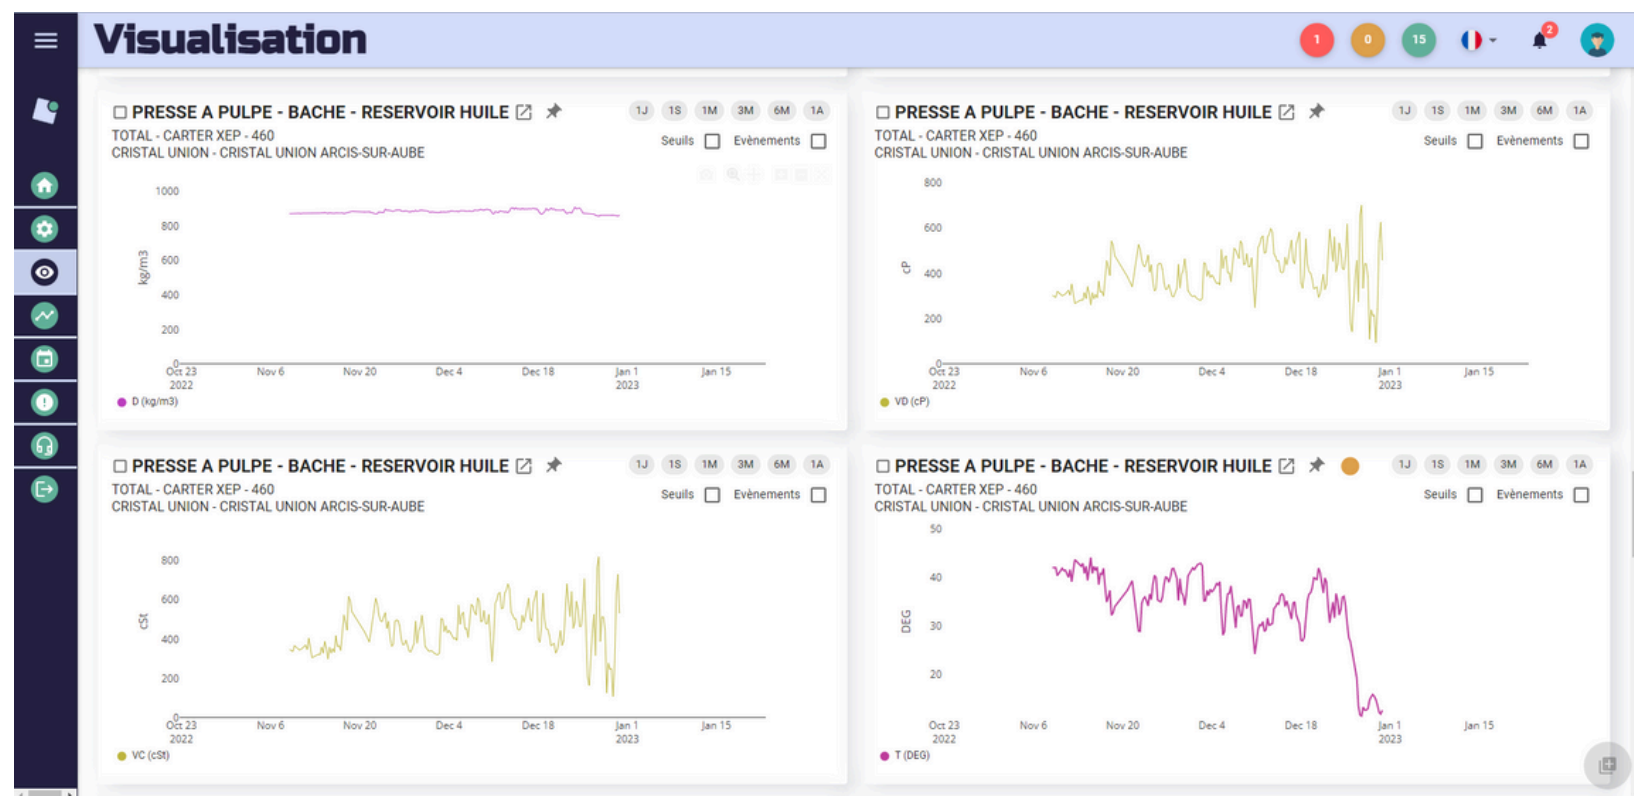 Visualisation
1 0 15 2
PRESSE A PULPE - BACHE - RESERVOIR HUILE
1J 1S 1M 3M 6M 1A
TOTAL - CARTER XEP - 460
Seuils Evènements
CRISTAL UNION - CRISTAL UNION ARCIS-SUR-AUBE
1000
800
600
400
200
0
kg/m3
Oct 23 Nov 6 Nov 20 Dec 4 Dec 18 Jan 1 Jan 15
2022 2023
D (kg/m3)
PRESSE A PULPE - BACHE - RESERVOIR HUILE
1J 1S 1M 3M 6M 1A
TOTAL - CARTER XEP - 460
Seuils Evènements
CRISTAL UNION - CRISTAL UNION ARCIS-SUR-AUBE
800
600
400
200
0
cP
Oct 23 Nov 6 Nov 20 Dec 4 Dec 18 Jan 1 Jan 15
2022 2023
VD (cP)
PRESSE A PULPE - BACHE - RESERVOIR HUILE
1J 1S 1M 3M 6M 1A
TOTAL - CARTER XEP - 460
Seuils Evènements
CRISTAL UNION - CRISTAL UNION ARCIS-SUR-AUBE
800
600
400
200
0
cSt
Oct 23 Nov 6 Nov 20 Dec 4 Dec 18 Jan 1 Jan 15
2022 2023
VC (cSt)
PRESSE A PULPE - BACHE - RESERVOIR HUILE
1J 1S 1M 3M 6M 1A
TOTAL - CARTER XEP - 460
Seuils Evènements
CRISTAL UNION - CRISTAL UNION ARCIS-SUR-AUBE
50
40
30
20
DEG
Oct 23 Nov 6 Nov 20 Dec 4 Dec 18 Jan 1 Jan 15
2022 2023
T (DEG)